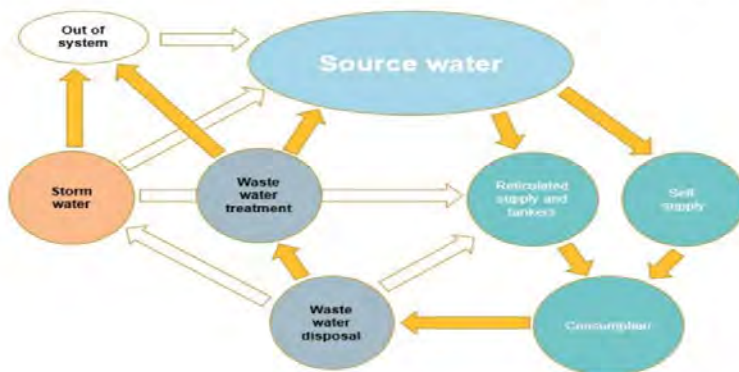 Out of
system
Source water
Storm
water
Waste
water
treatment
Reticulated
supply and
tankers
Self
supply
Waste
water
disposal
Consumption